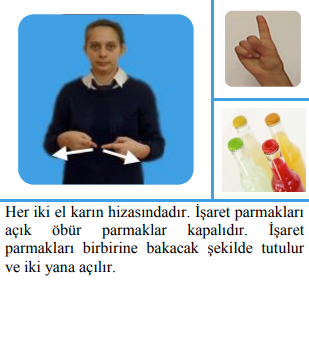 Her iki el karın hizasındadır. İşaret parmakları
açık öbür parmaklar kapalıdır. İşaret
parmakları birbirine bakacak şekilde tutulur
ve iki yana açılır.